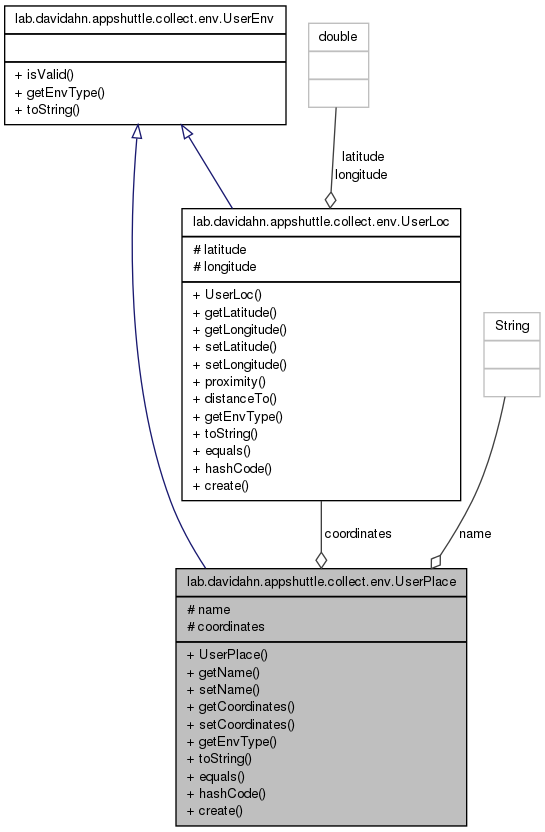 lab.davidahn.appshuttle.collect.env.UserEnv
+ isValid()
+ getEnvType()
+ toString()
double
latitude
longitude
lab.davidahn.appshuttle.collect.env.UserLoc
# latitude
# longitude
+ UserLoc()
+ getLatitude()
+ getLongitude()
+ setLatitude()
+ setLongitude()
+ proximity()
+ distanceTo()
+ getEnvType()
+ toString()
+ equals()
+ hashCode()
+ create()
String
coordinates
name
lab.davidahn.appshuttle.collect.env.UserPlace
# name
# coordinates
+ UserPlace()
+ getName()
+ setName()
+ getCoordinates()
+ setCoordinates()
+ getEnvType()
+ toString()
+ equals()
+ hashCode()
+ create()